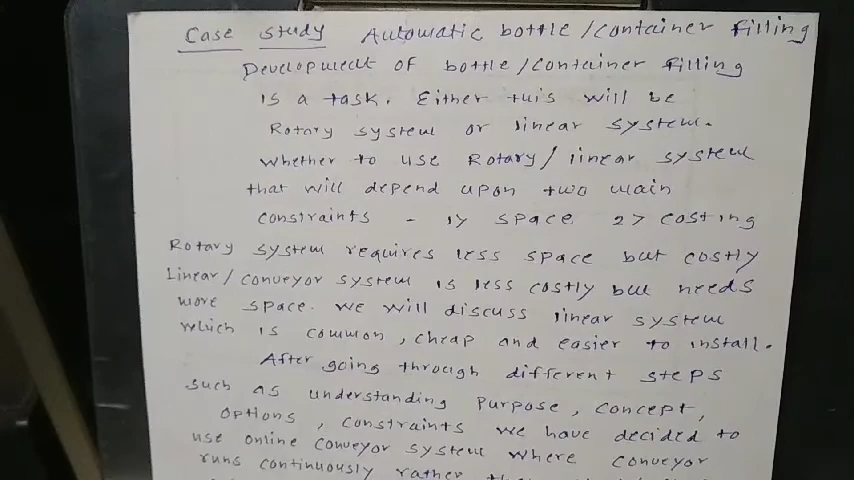 Case study Automatic bottle/container filling
Development of bottle/container filling
is a task. Either this will be
Rotary system or linear system.
whether to use Rotary/linear system
that will depend upon two main
constraints - 1> space 2> costing
Rotary system requires less space but costly
Linear/conveyor system is less costly but needs
more space. we will discuss linear system
which is common, cheap and easier to install.
After going through different steps
such as understanding purpose, concept,
options, constraints we have decided to
use online conveyor system where conveyor
runs continuously rather